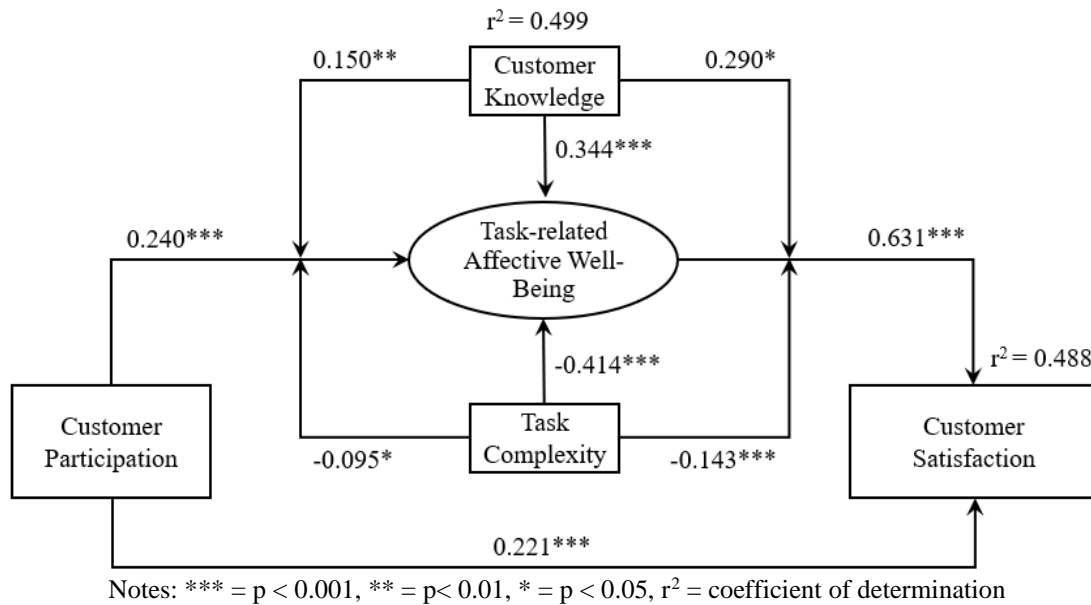 r² = 0.499
0.150**
Customer
Knowledge
0.290*
0.344***
0.240***
Task-related
Affective Well-
Being
0.631***
-0.414***
r² = 0.488
Customer
Participation
Task
Complexity
Customer
Satisfaction
-0.095*
-0.143***
0.221***
Notes: *** = p < 0.001, ** = p< 0.01, * = p < 0.05, r² = coefficient of determination